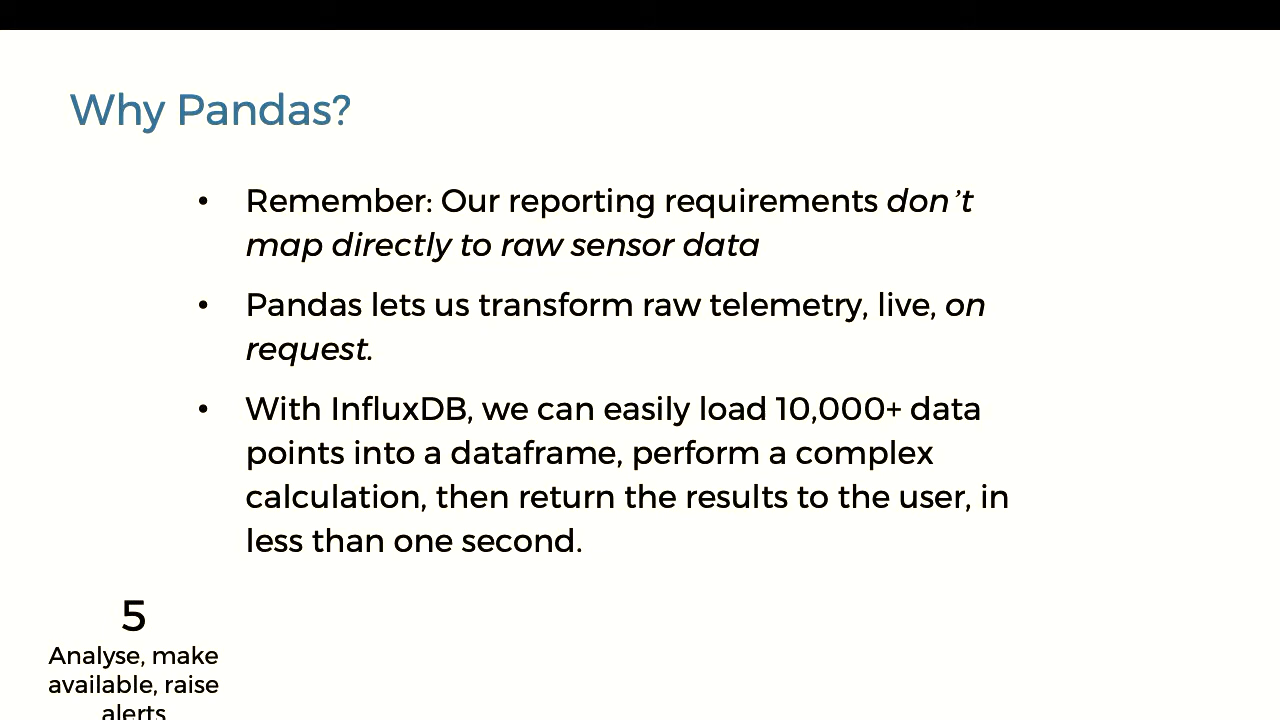 Why Pandas?
• Remember: Our reporting requirements don’t
map directly to raw sensor data
• Pandas lets us transform raw telemetry, live, on
request.
• With InfluxDB, we can easily load 10,000+ data
points into a dataframe, perform a complex
calculation, then return the results to the user, in
less than one second.
5
Analyse, make
available, raise
alerts